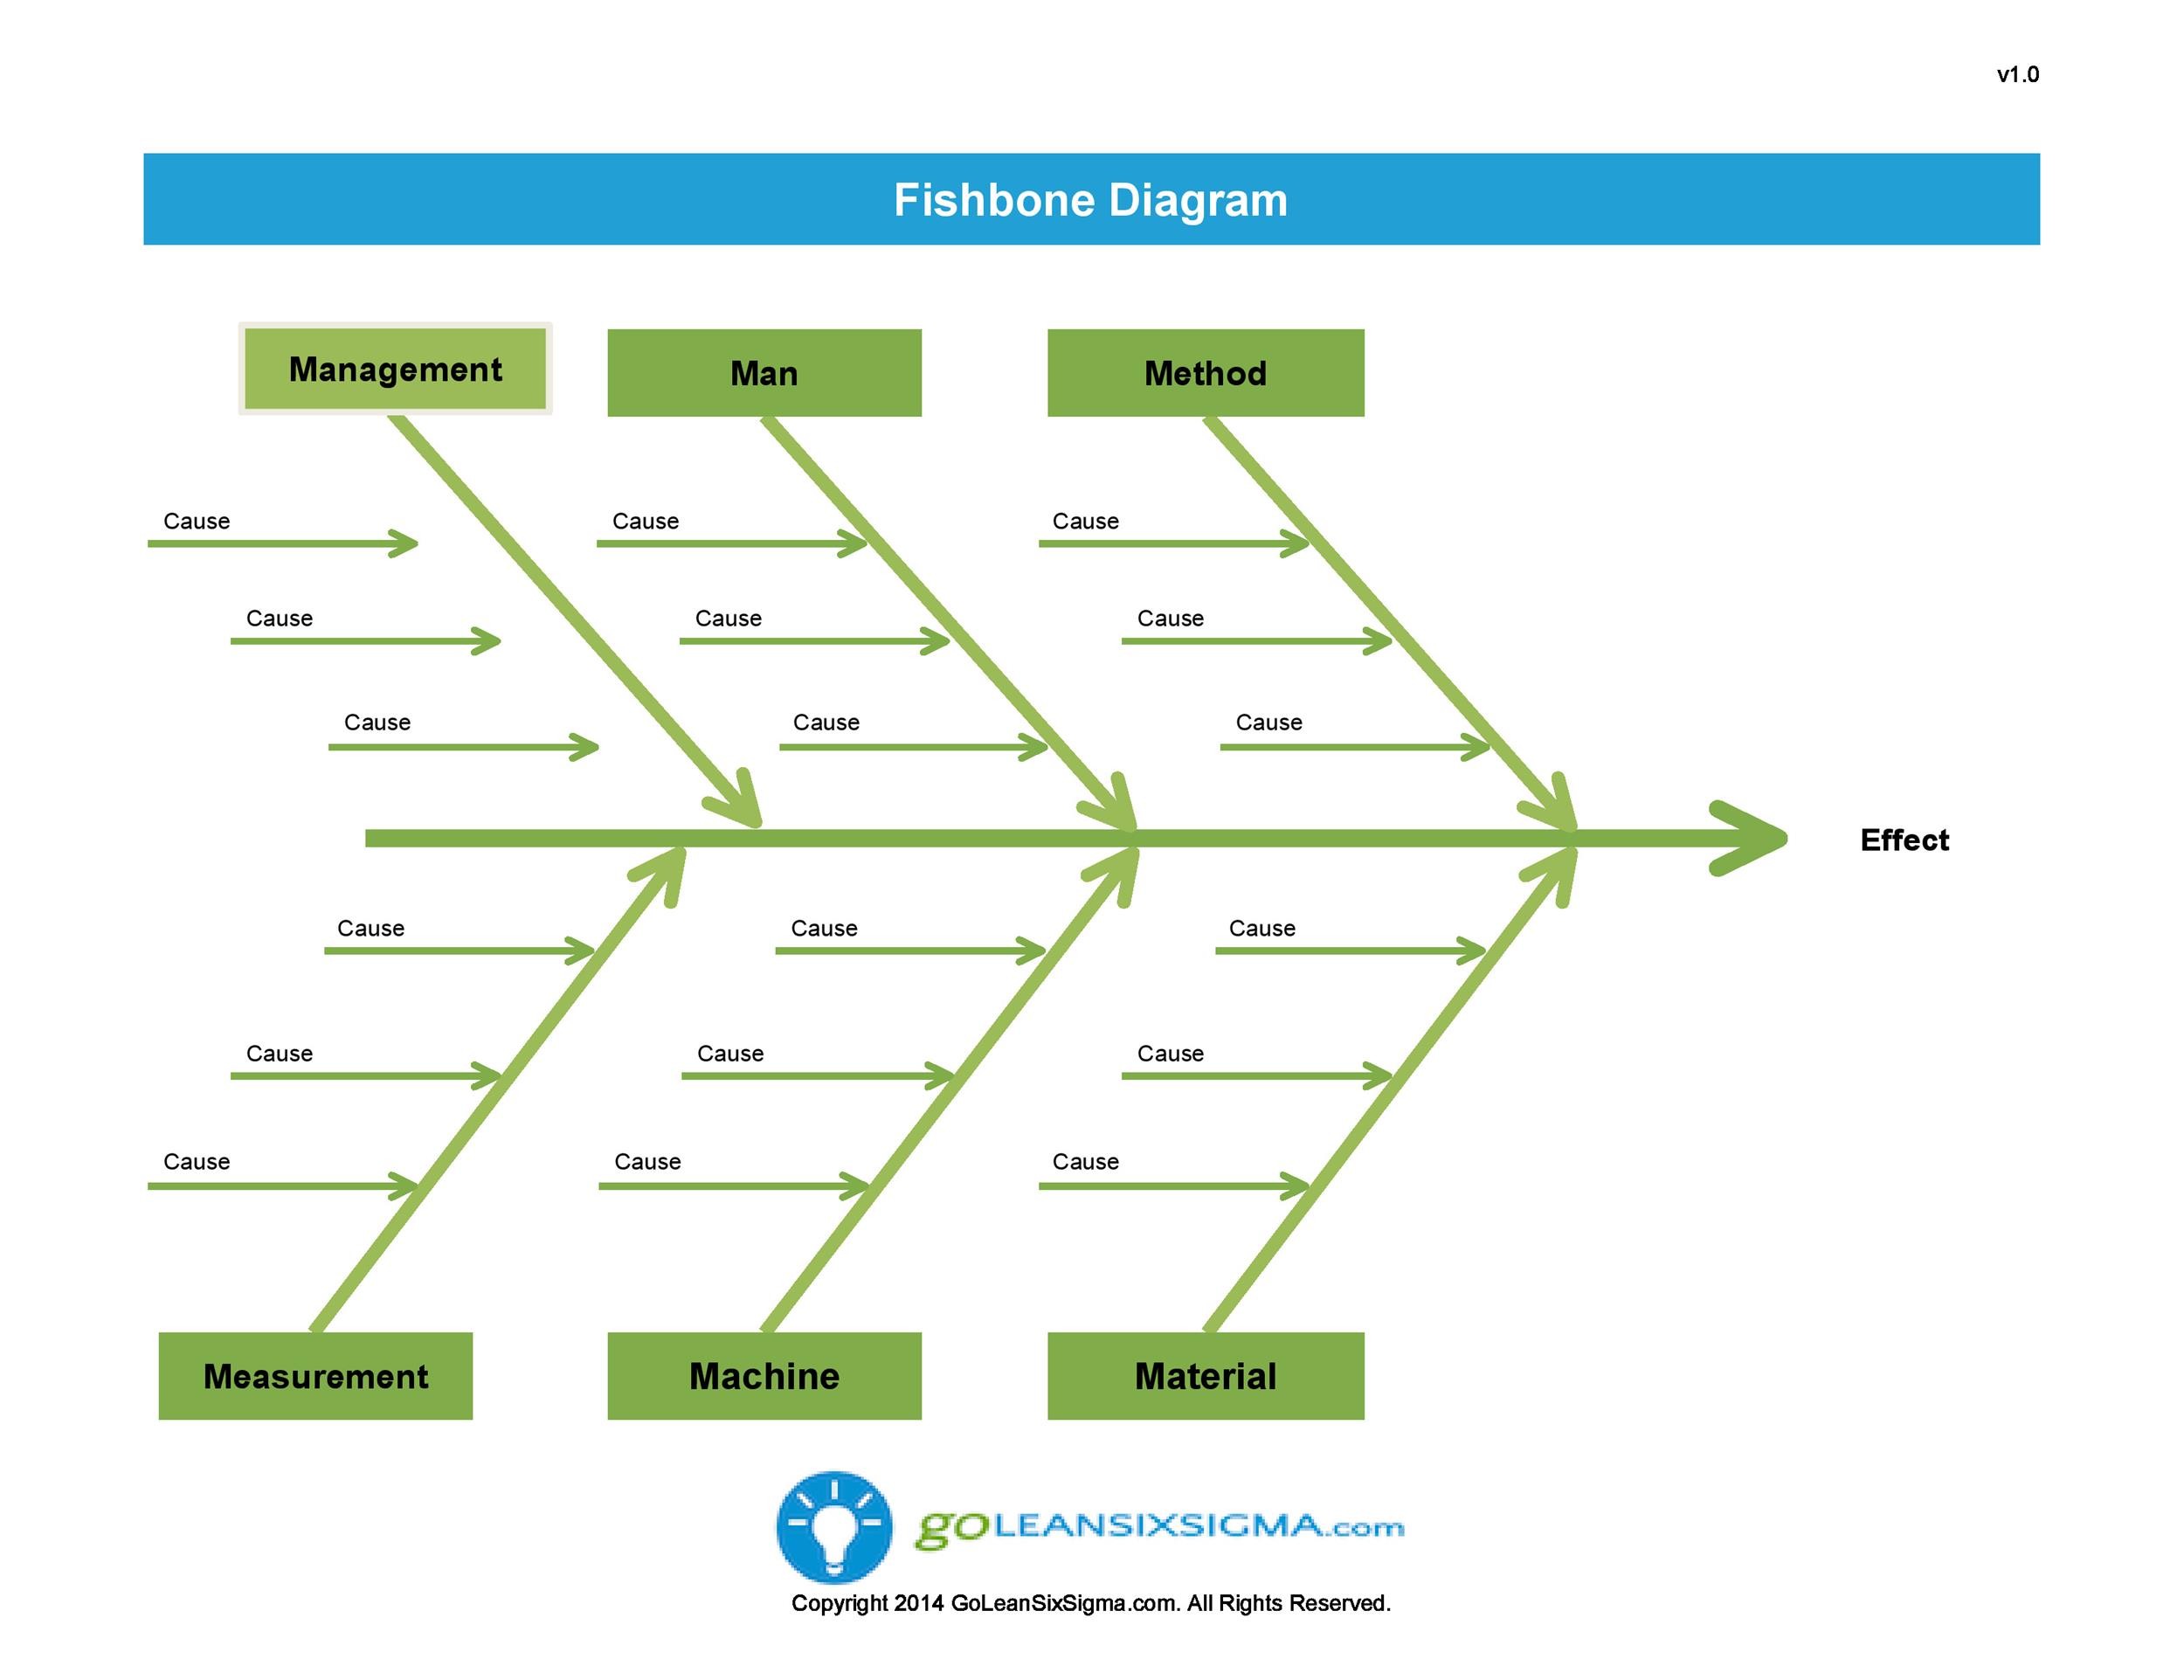 v1.0
Fishbone Diagram
Management
Man
Method
Cause
Cause
Cause
Cause
Cause
Cause
Cause
Cause
Cause
Effect
Cause
Cause
Cause
Cause
Cause
Cause
Cause
Cause
Cause
Measurement
Machine
Material
goLEANSIXSIGMA.com
Copyright 2014 GoLeanSixSigma.com. All Rights Reserved.